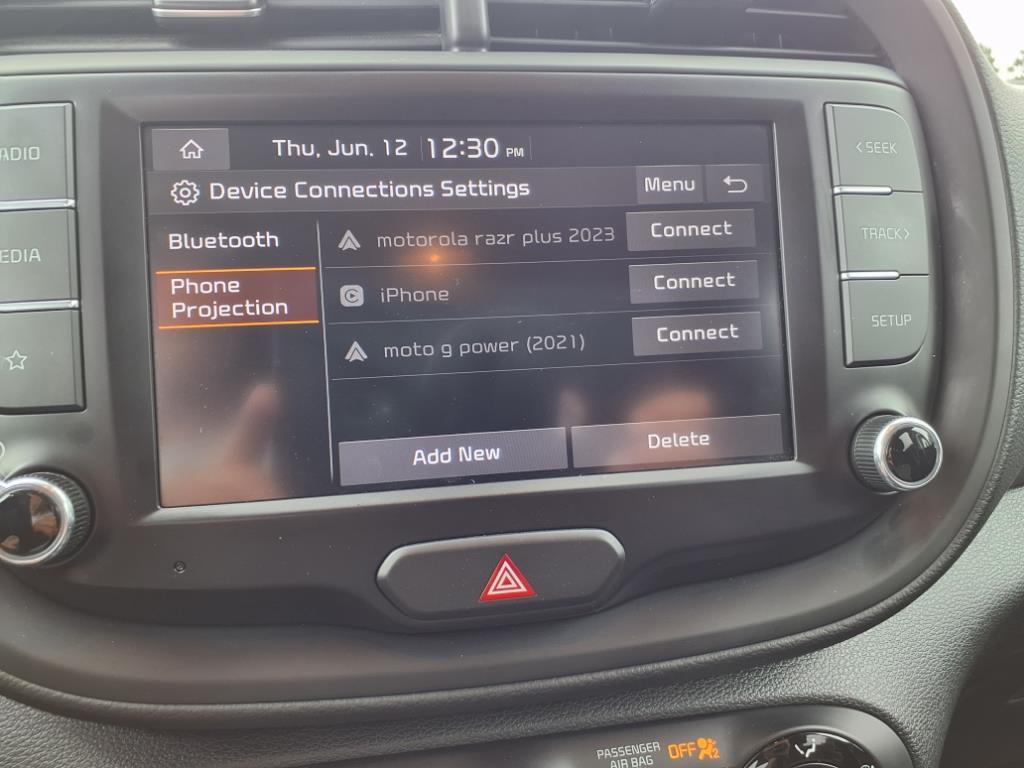 Thu, Jun. 12 12:30 PM
Device Connections Settings Menu
Bluetooth
Phone
Projection
motorola razr plus 2023 Connect
iPhone Connect
moto g power (2021) Connect
Add New Delete
ADIO
EDIA
< SEEK
TRACK >
SETUP
PASSENGER
AIR BAG
OFF
2